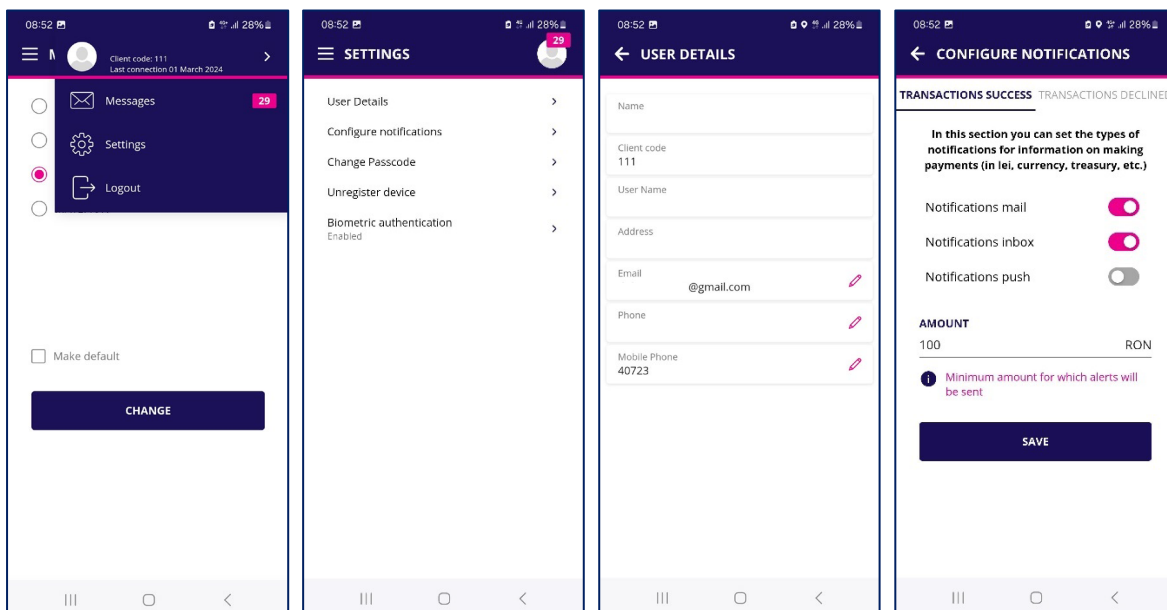 08:52
28%
M
Client code: 111
Last connection 01 March 2024
Messages
29
Settings
Logout
Make default
CHANGE
08:52
28%
29
SETTINGS
User Details
Configure notifications
Change Passcode
Unregister device
Biometric authentication
Enabled
08:52
28%
USER DETAILS
Name
Client code
111
User Name
Address
Email
@gmail.com
Phone
Mobile Phone
40723
08:52
28%
CONFIGURE NOTIFICATIONS
TRANSACTIONS SUCCESS TRANSACTIONS DECLINED
In this section you can set the types of
notifications for information on making
payments (in lei, currency, treasury, etc.)
Notifications mail
Notifications inbox
Notifications push
AMOUNT
100 RON
Minimum amount for which alerts will
be sent
SAVE